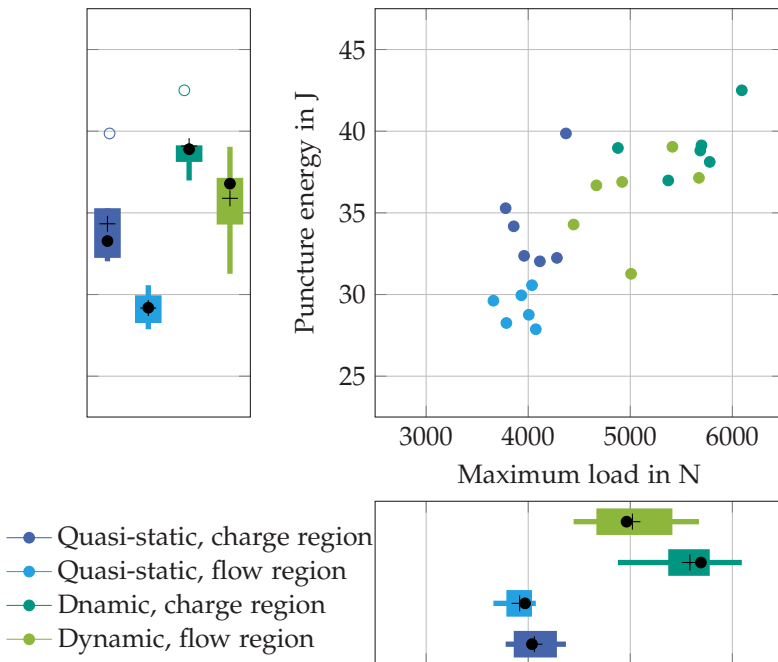 45
40
35
30
25
Puncture energy in J
3000 4000 5000 6000
Maximum load in N
Quasi-static, charge region
Quasi-static, flow region
Dnamic, charge region
Dynamic, flow region